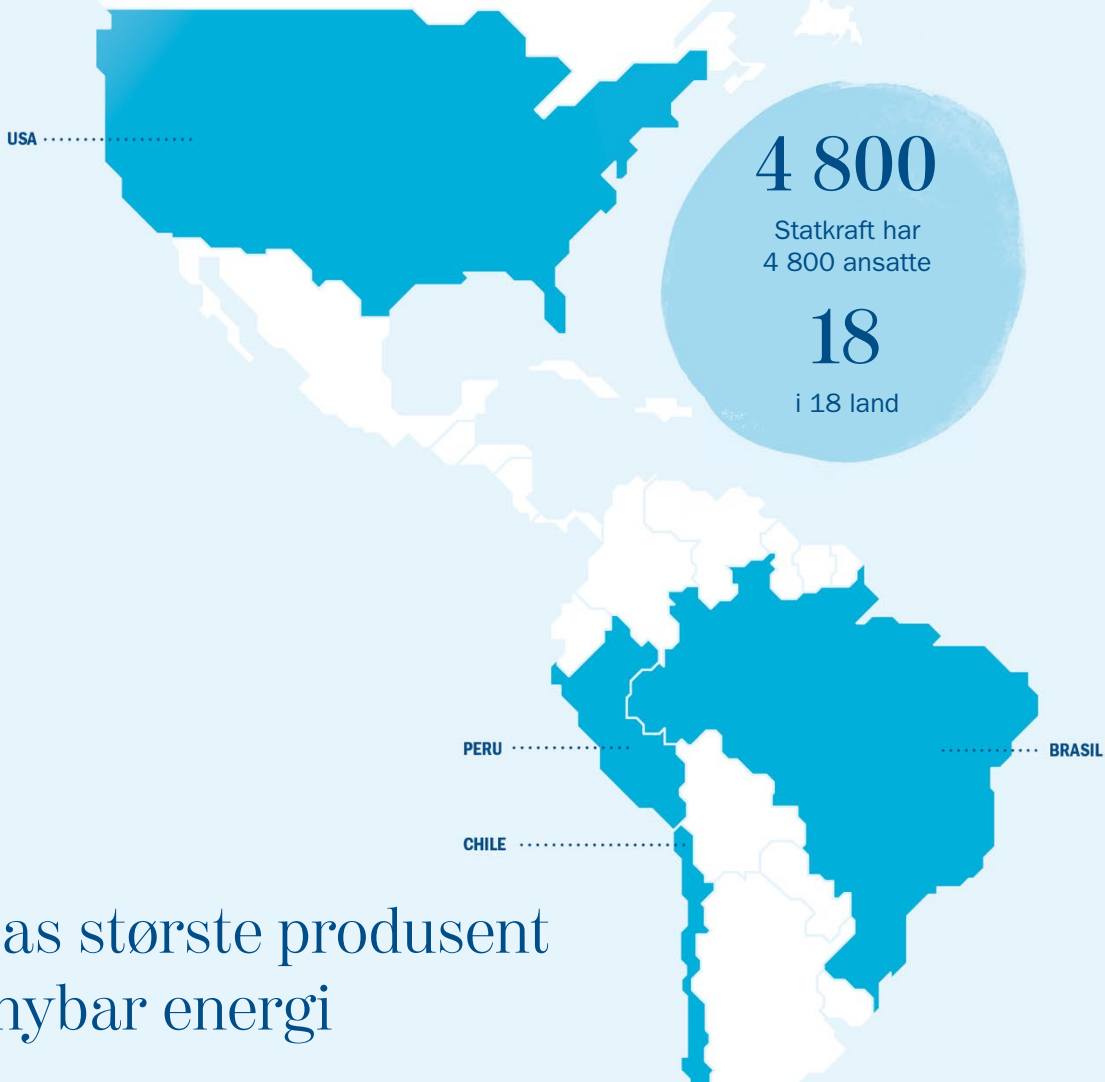 USA
4 800
Statkraft har
4 800 ansatte
18
i 18 land
PERU
BRASIL
CHILE
as største produsent
nybar energi